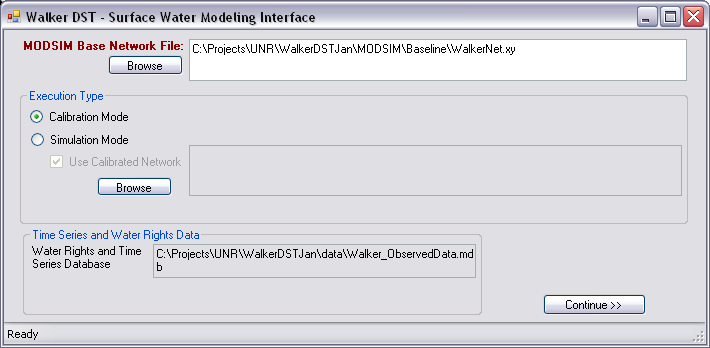 Walker DST - Surface Water Modeling Interface
MODSIM Base Network File:
C:\Projects\UNR\WalkerDSTJan\MODSIM\Baseline\WalkerNet.xy
Browse
Execution Type
Calibration Mode
Simulation Mode
Use Calibrated Network
Browse
Time Series and Water Rights Data
Water Rights and Time
Series Database
C:\Projects\UNR\WalkerDSTJan\data\Walker_ObservedData.md
b
Continue >>
Ready